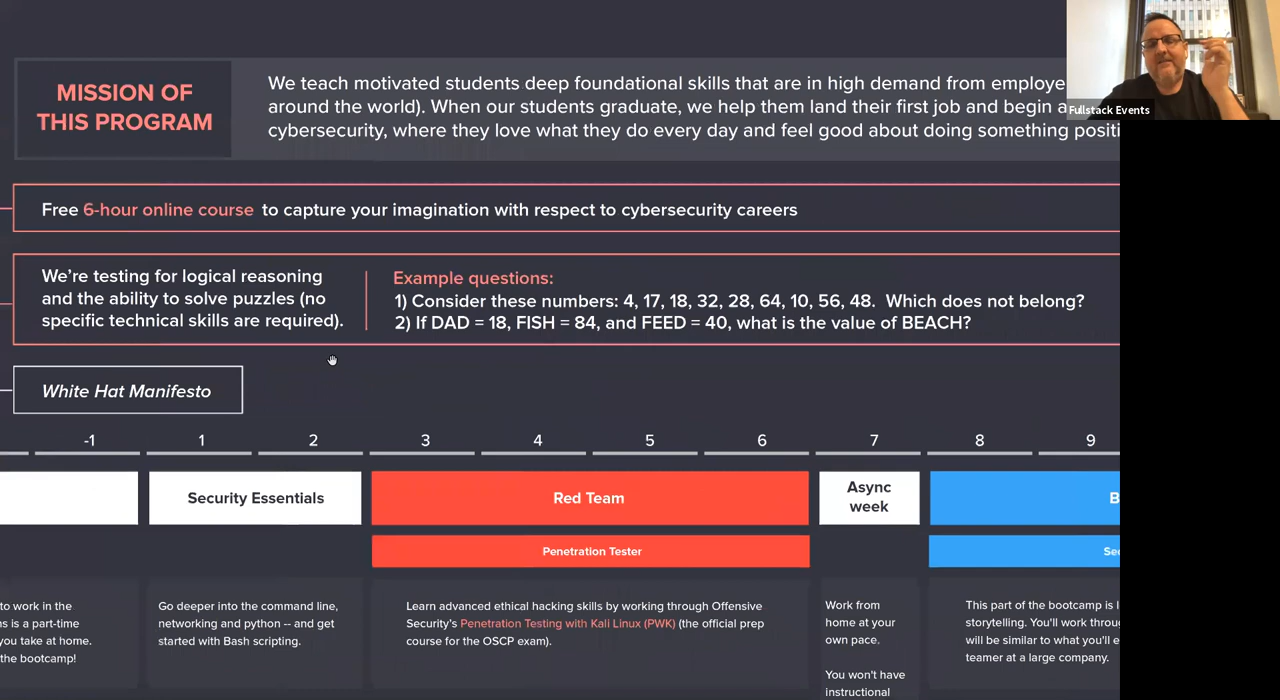 MISSION OF
THIS PROGRAM
We teach motivated students deep foundational skills that are in high demand from employe
around the world). When our students graduate, we help them land their first job and begin a
cybersecurity, where they love what they do every day and feel good about doing something positi
Fullstack Events
Free 6-hour online course to capture your imagination with respect to cybersecurity careers
We're testing for logical reasoning
and the ability to solve puzzles (no
specific technical skills are required).
Example questions:
1) Consider these numbers: 4, 17, 18, 32, 28, 64, 10, 56, 48. Which does not belong?
2) If DAD = 18, FISH = 84, and FEED = 40, what is the value of BEACH?
White Hat Manifesto
-1 1 2 3 4 5 6 7 8 9
Security Essentials
Red Team
Async
week
B
Penetration Tester
Sec
to work in the
ns is a part-time
you take at home.
the bootcamp!
Go deeper into the command line,
networking and python -- and get
started with Bash scripting.
Learn advanced ethical hacking skills by working through Offensive
Security's Penetration Testing with Kali Linux (PWK) (the official prep
course for the OSCP exam).
Work from
home at your
own pace.
You won't have
instructional
This part of the bootcamp is l
storytelling. You'll work throug
will be similar to what you'll e
teamer at a large company.